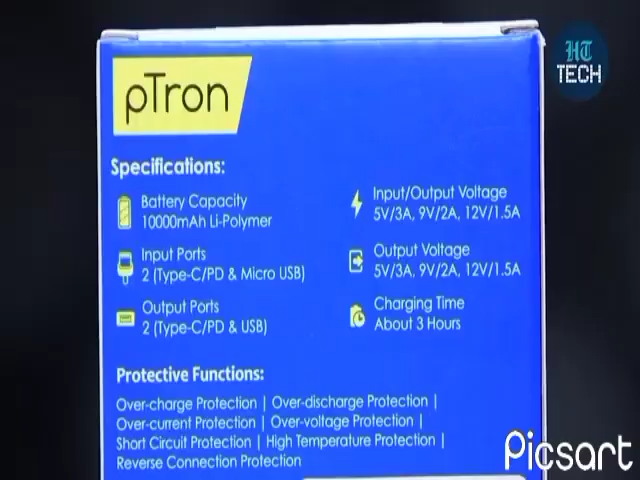 HT
TECH
pTron
Specifications:
Battery Capacity
10000mAh Li-Polymer
Input Ports
2 (Type-C/PD & Micro USB)
Output Ports
2 (Type-C/PD & USB)
Input/Output Voltage
5V/3A, 9V/2A, 12V/1.5A
Output Voltage
5V/3A, 9V/2A, 12V/1.5A
Charging Time
About 3 Hours
Protective Functions:
Over-charge Protection | Over-discharge Protection |
Over-current Protection | Over-voltage Protection |
Short Circuit Protection | High Temperature Protection |
Reverse Connection Protection
Picsart